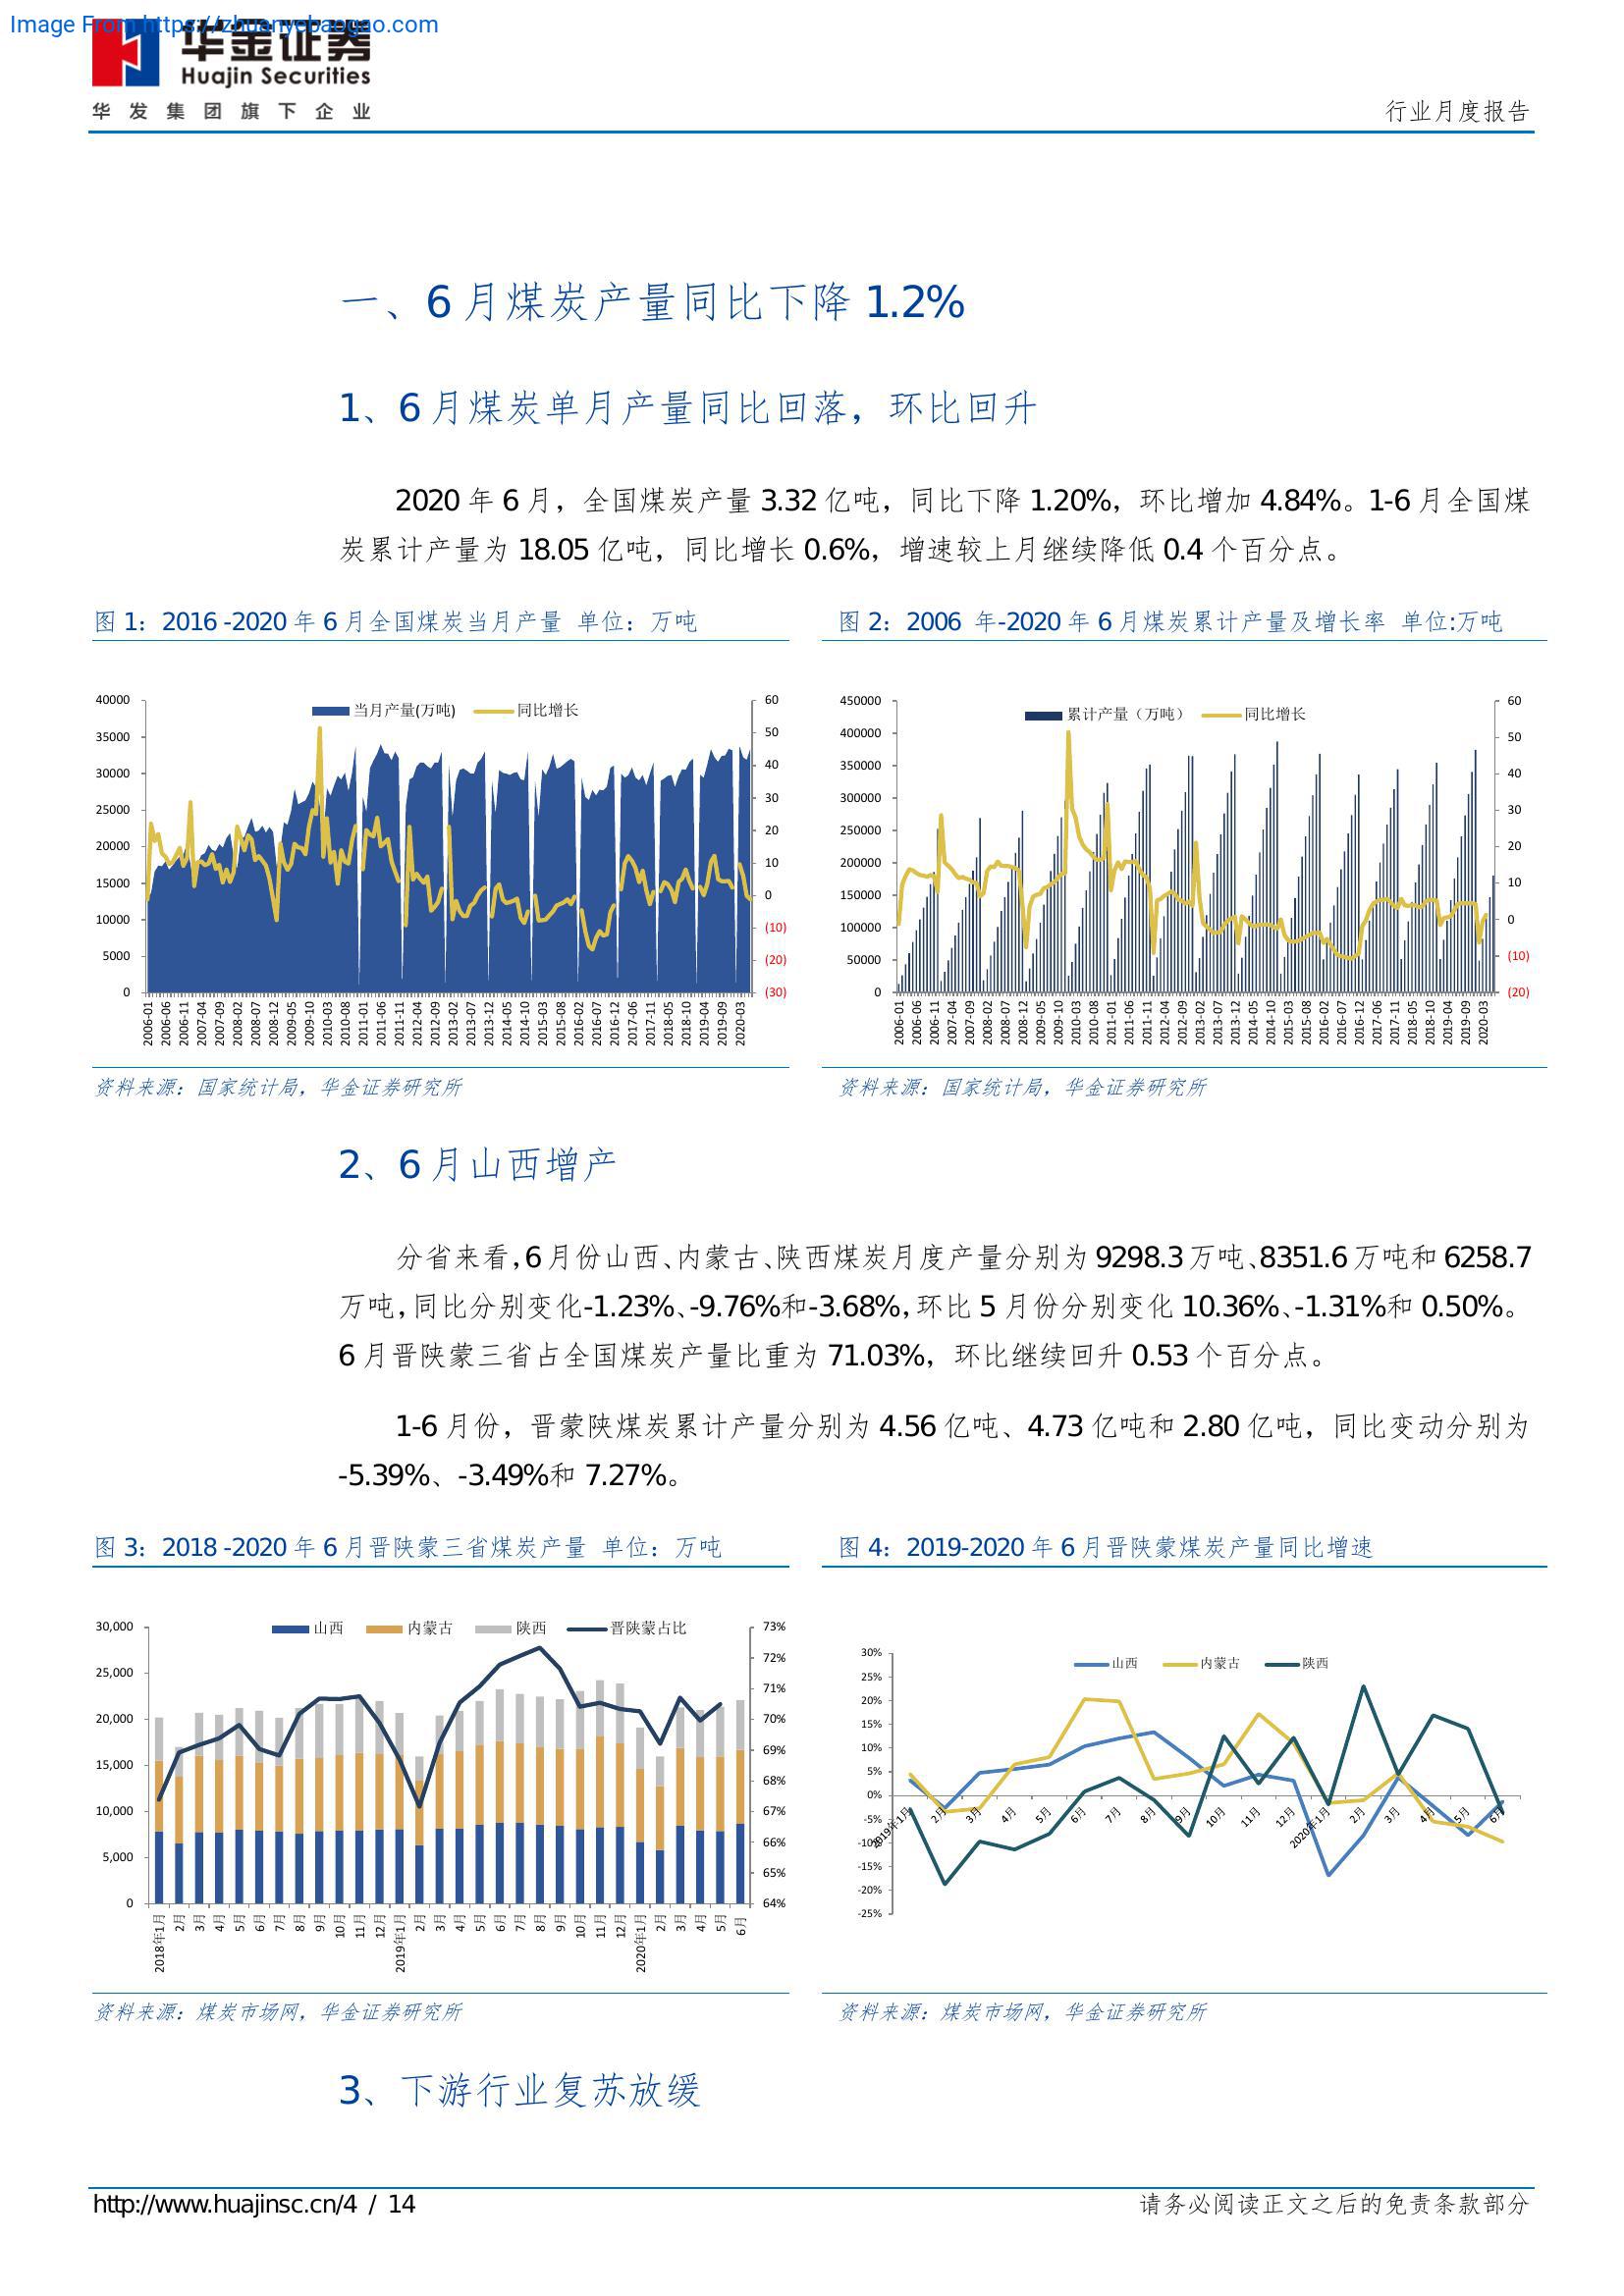 Image From https://zhuanyebaogao.com
华金证券
Huajin Securities
华发集团旗下企业
行业月度报告
一、6 月煤炭产量同比下降 1.2%
1、6 月煤炭单月产量同比回落，环比回升
2020 年 6 月，全国煤炭产量 3.32 亿吨，同比下降 1.20%，环比增加 4.84%。1-6 月全国煤
炭累计产量为 18.05 亿吨，同比增长 0.6%，增速较上月继续降低 0.4 个百分点。
图 1：2016 -2020 年 6 月全国煤炭当月产量 单位：万吨
当月产量(万吨) 同比增长
40000
35000
30000
25000
20000
15000
10000
5000
0
60
50
40
30
20
10
0
(10)
(20)
(30)
2006-01 2006-06 2006-11 2007-04 2007-09 2008-02 2008-07 2008-12 2009-05 2009-10 2010-03 2010-08 2011-01 2011-06 2011-11 2012-04 2012-09 2013-02 2013-07 2013-12 2014-05 2014-10 2015-03 2015-08 2016-02 2016-07 2016-12 2017-06 2017-11 2018-05 2018-10 2019-04 2019-09 2020-03
资料来源：国家统计局，华金证券研究所
图 2：2006 年-2020 年 6 月煤炭累计产量及增长率 单位:万吨
累计产量（万吨） 同比增长
450000
400000
350000
300000
250000
200000
150000
100000
50000
0
60
50
40
30
20
10
0
(10)
(20)
2006-01 2006-06 2006-11 2007-04 2007-09 2008-02 2008-07 2008-12 2009-05 2009-10 2010-03 2010-08 2011-01 2011-06 2011-11 2012-04 2012-09 2013-02 2013-07 2013-12 2014-05 2014-10 2015-03 2015-08 2016-02 2016-07 2016-12 2017-06 2017-11 2018-05 2018-10 2019-04 2019-09 2020-03
资料来源：国家统计局，华金证券研究所
2、6 月山西增产
分省来看，6 月份山西、内蒙古、陕西煤炭月度产量分别为 9298.3 万吨、8351.6 万吨和 6258.7
万吨，同比分别变化-1.23%、-9.76%和-3.68%，环比 5 月份分别变化 10.36%、-1.31%和 0.50%。
6 月晋陕蒙三省占全国煤炭产量比重为 71.03%，环比继续回升 0.53 个百分点。
1-6 月份，晋蒙陕煤炭累计产量分别为 4.56 亿吨、4.73 亿吨和 2.80 亿吨，同比变动分别为
-5.39%、-3.49%和 7.27%。
图 3：2018 -2020 年 6 月晋陕蒙三省煤炭产量 单位：万吨
山西 内蒙古 陕西 晋陕蒙占比
30,000
25,000
20,000
15,000
10,000
5,000
0
73%
72%
71%
70%
69%
68%
67%
66%
65%
64%
2018年1月 2月 3月 4月 5月 6月 7月 8月 9月 10月 11月 12月 2019年1月 2月 3月 4月 5月 6月 7月 8月 9月 10月 11月 12月 2020年1月 2月 3月 4月 5月 6月
资料来源：煤炭市场网，华金证券研究所
图 4：2019-2020 年 6 月晋陕蒙煤炭产量同比增速
山西 内蒙古 陕西
30%
25%
20%
15%
10%
5%
0%
-5%
-10%
-15%
-20%
-25%
2019年1月 2月 3月 4月 5月 6月 7月 8月 9月 10月 11月 12月 2020年1月 2月 3月 4月 5月 6月
资料来源：煤炭市场网，华金证券研究所
3、下游行业复苏放缓
http://www.huajinsc.cn/4 / 14
请务必阅读正文之后的免责条款部分